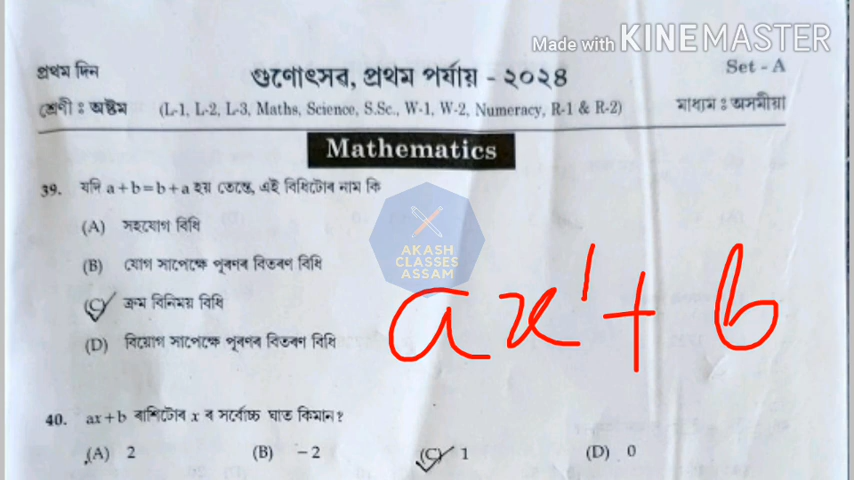 Made with KINEMASTER
প্ৰথম দিন
গুণোৎসৱ, প্ৰথম পৰ্যায় - ২০২৪
Set - A
শ্ৰেণী : অষ্টম (L-1, L-2, L-3, Maths, Science, S.Sc., W-1, W-2, Numeracy, R-1 & R-2) মাধ্যম : অসমীয়া
Mathematics
39. যদি a+b=b+a হয় তেন্তে, এই বিধিটোৰ নাম কি
(A) সহযোগ বিধি
(B) যোগ সাপেক্ষে পূৰণৰ বিতৰণ বিধি
(C) ক্ৰম বিনিময় বিধি
(D) বিয়োগ সাপেক্ষে পূৰণৰ বিতৰণ বিধি
AKASH
CLASSES
ASSAM
ax¹+ b
40. ax+b ৰাশিটোৰ x ৰ সৰ্বোচ্চ ঘাত কিমান?
(A) 2 (B) -2 (C) 1 (D) 0